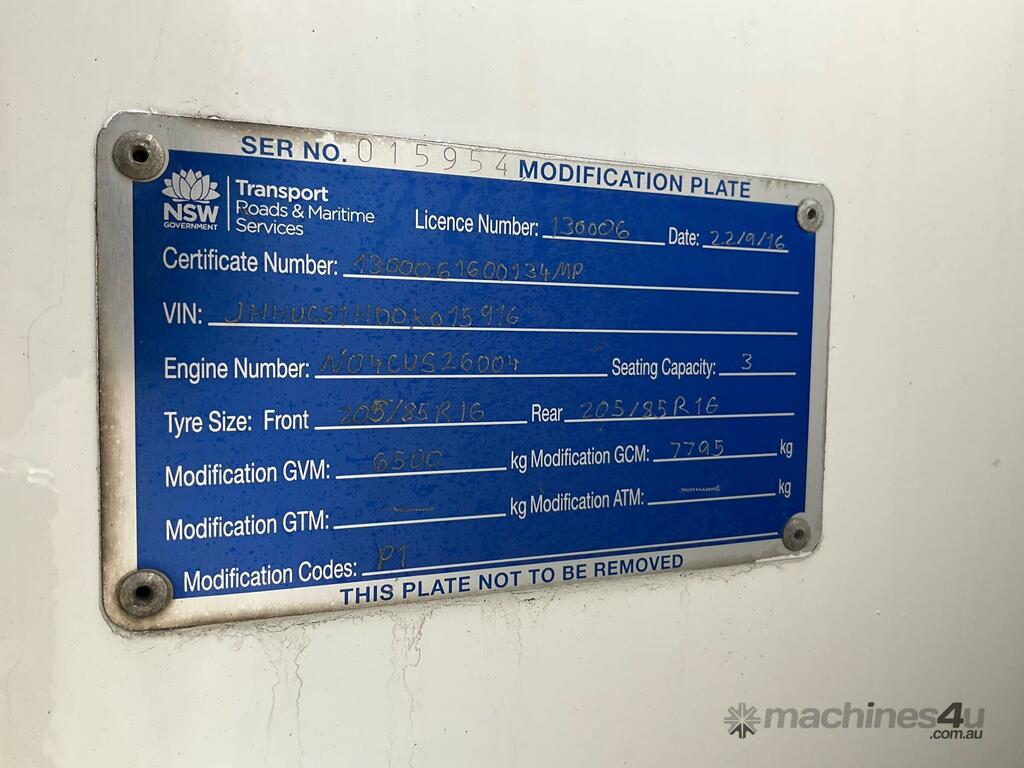 SER NO. 015954 MODIFICATION PLATE
NSW GOVERNMENT
Transport
Roads & Maritime
Services
Licence Number: 130006 Date: 22/9/16
Certificate Number: 1300061600134MP
VIN: JHHUCS1H00K015916
Engine Number: N04CUS26004 Seating Capacity: 3
Tyre Size: Front 205/85R16 Rear 205/85R16
Modification GVM: 6500 kg Modification GCM: 7795 kg
Modification GTM: — kg Modification ATM: — kg
Modification Codes: P1
THIS PLATE NOT TO BE REMOVED
machines4u
.com.au